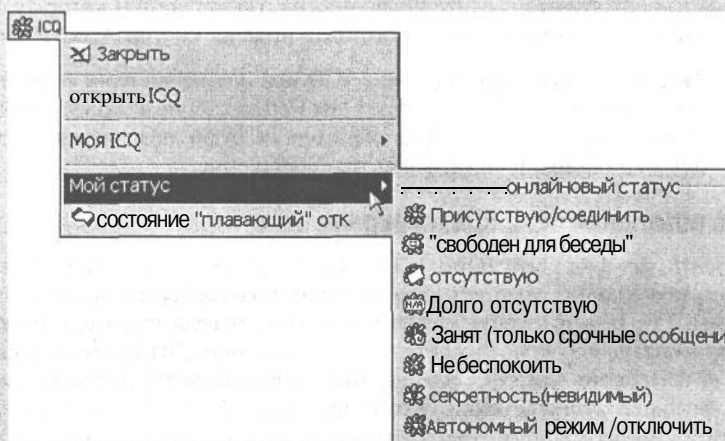 ICQ
Закрыть
открыть ICQ
Моя ICQ
Мой статус
состояние "плавающий" отк
онлайновый статус
Присутствую/соединить
"свободен для беседы"
отсутствую
N/A Долго отсутствую
Занят (только срочные сообщени
Не беспокоить
секретность(невидимый)
Автономный режим /отключить